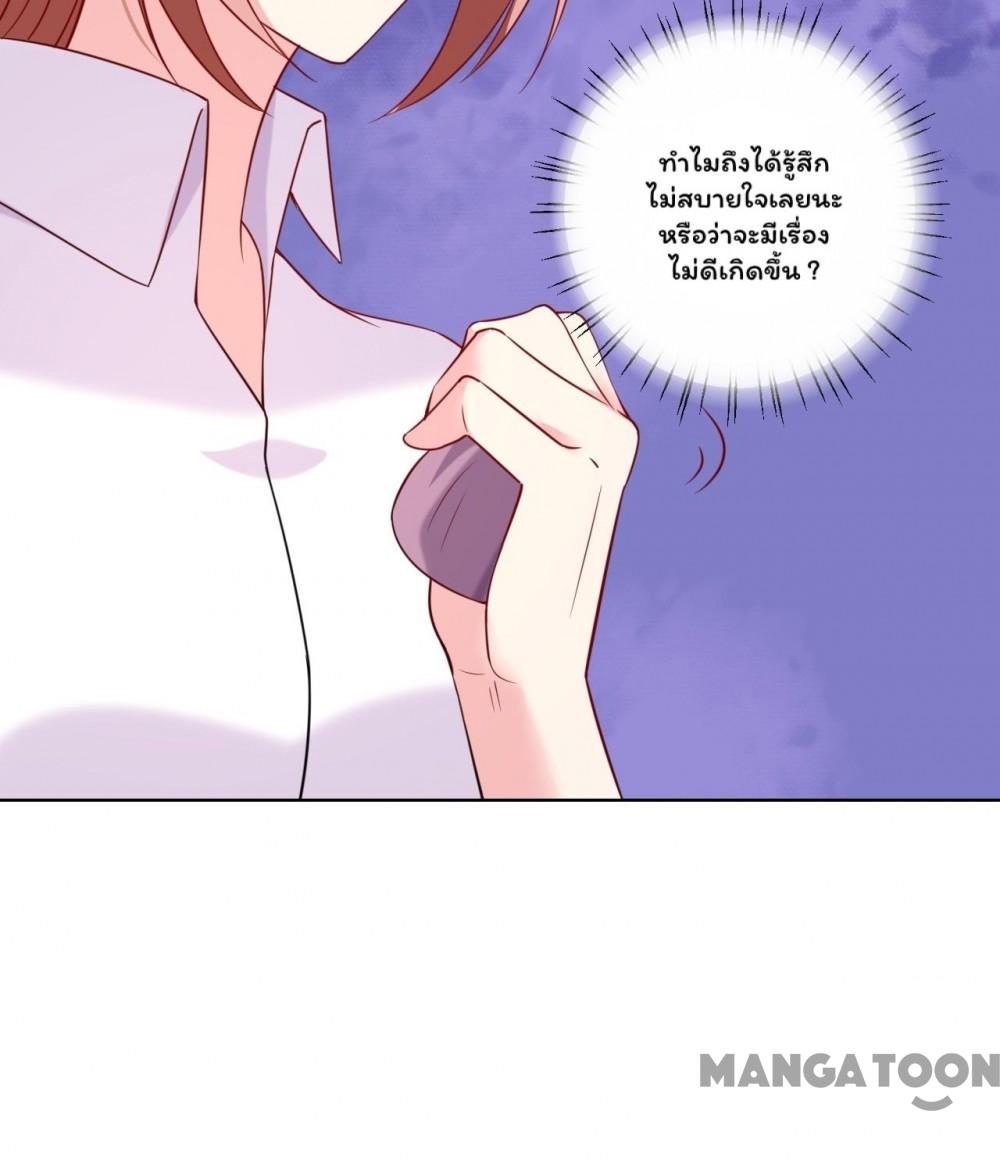 ทำไมถึงได้รู้สึก
ไม่สบายใจเลยนะ
หรือว่าจะมีเรื่อง
ไม่ดีเกิดขึ้น ?
MANGATOON